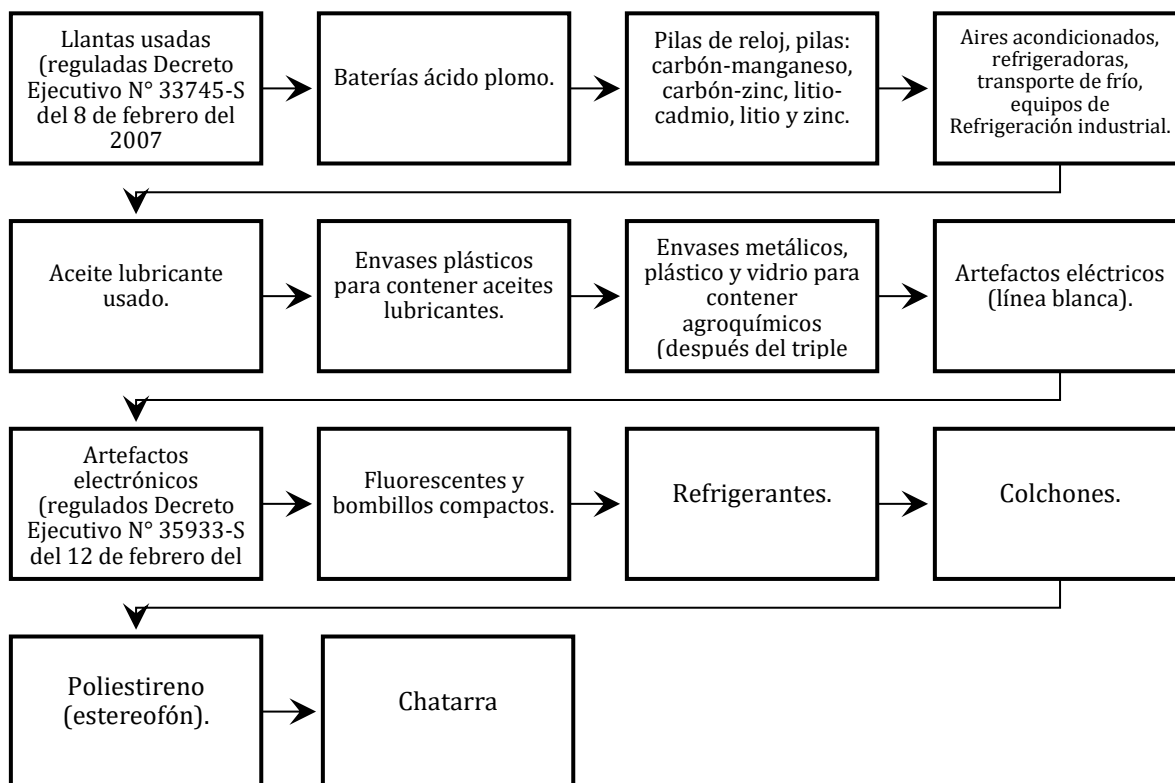 Llantas usadas
(reguladas Decreto
Ejecutivo N° 33745-S
del 8 de febrero del
2007
Baterías ácido plomo.
Pilas de reloj, pilas:
carbón-manganeso,
carbón-zinc, litio-
cadmio, litio y zinc.
Aires acondicionados,
refrigeradoras,
transporte de frío,
equipos de
Refrigeración industrial.
Aceite lubricante
usado.
Envases plásticos
para contener aceites
lubricantes.
Envases metálicos,
plástico y vidrio para
contener
agroquímicos
(después del triple
Artefactos eléctricos
(línea blanca).
Artefactos
electrónicos
(regulados Decreto
Ejecutivo N° 35933-S
del 12 de febrero del
Fluorescentes y
bombillos compactos.
Refrigerantes.
Colchones.
Poliestireno
(estereofón).
Chatarra